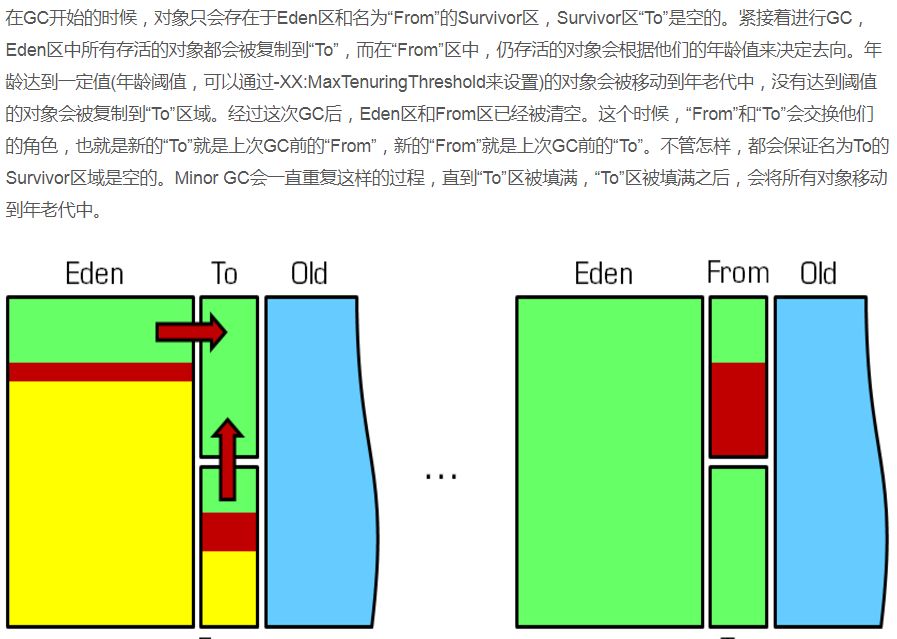 在GC开始的时候，对象只会存在于Eden区和名为“From”的Survivor区，Survivor区“To”是空的。紧接着进行GC，
Eden区中所有存活的对象都会被复制到“To”，而在“From”区中，仍存活的对象会根据他们的年龄值来决定去向。年
龄达到一定值(年龄阈值，可以通过-XX:MaxTenuringThreshold来设置)的对象会被移动到年老代中，没有达到阈值
的对象会被复制到“To”区域。经过这次GC后，Eden区和From区已经被清空。这个时候，“From”和“To”会交换他们
的角色，也就是新的“To”就是上次GC前的“From”，新的“From”就是上次GC前的“To”。不管怎样，都会保证名为To的
Survivor区域是空的。Minor GC会一直重复这样的过程，直到“To”区被填满，“To”区被填满之后，会将所有对象移动
到年老代中。
Eden To Old Eden From Old
...